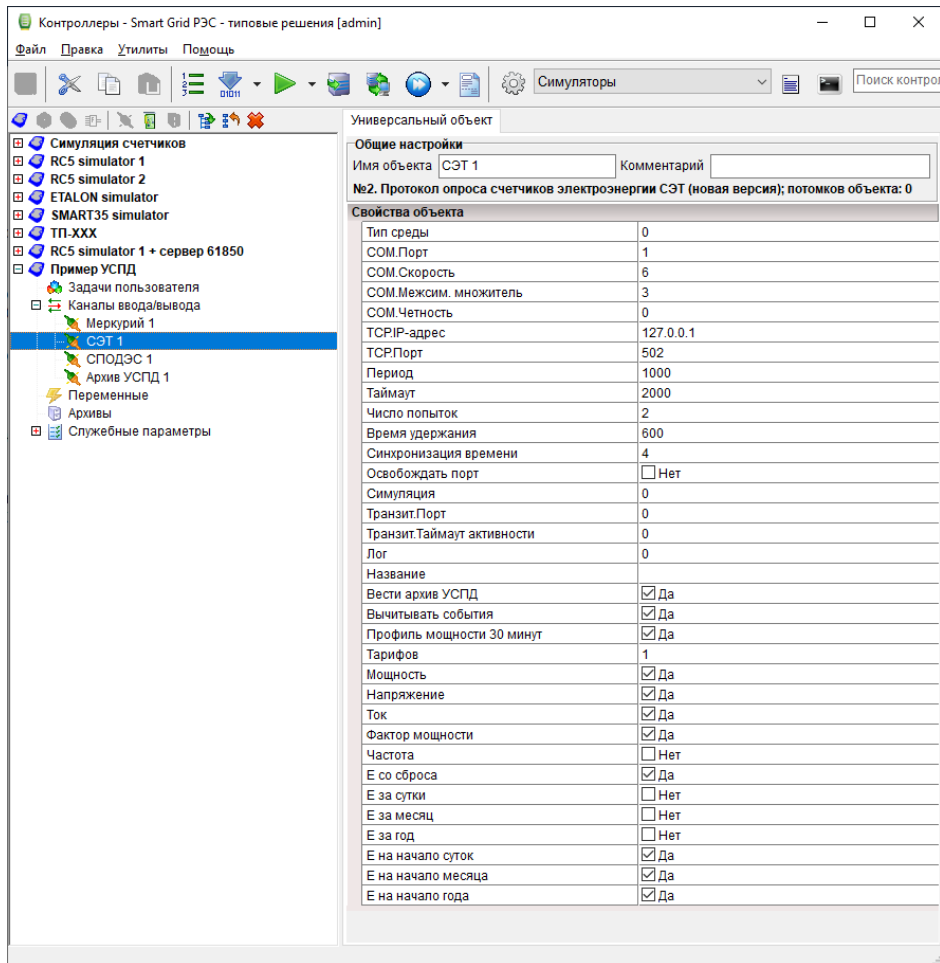 Контроллеры - Smart Grid РЭС - типовые решения [admin]
Файл Правка Утилиты Помощь
Симуляторы
Поиск контрол
Симуляция счетчиков
RC5 simulator 1
RC5 simulator 2
ETALON simulator
SMART35 simulator
ТП-XXX
RC5 simulator 1 + сервер 61850
Пример УСПД
Задачи пользователя
Каналы ввода/вывода
Меркурий 1
СЭТ 1
СПОДЭС 1
Архив УСПД 1
Переменные
Архивы
Служебные параметры
Универсальный объект
Общие настройки
Имя объекта СЭТ 1 Комментарий
№2. Протокол опроса счетчиков электроэнергии СЭТ (новая версия); потомков объекта: 0
Свойства объекта
Тип среды 0
COM.Порт 1
COM.Скорость 6
COM.Межсим. множитель 3
COM.Четность 0
TCP.IP-адрес 127.0.0.1
TCP.Порт 502
Период 1000
Таймаут 2000
Число попыток 2
Время удержания 600
Синхронизация времени 4
Освобождать порт Нет
Симуляция 0
Транзит.Порт 0
Транзит.Таймаут активности 0
Лог 0
Название
Вести архив УСПД Да
Вычитывать события Да
Профиль мощности 30 минут Да
Тарифов 1
Мощность Да
Напряжение Да
Ток Да
Фактор мощности Да
Частота Нет
Е со сброса Да
Е за сутки Нет
Е за месяц Нет
Е за год Нет
Е на начало суток Да
Е на начало месяца Да
Е на начало года Да